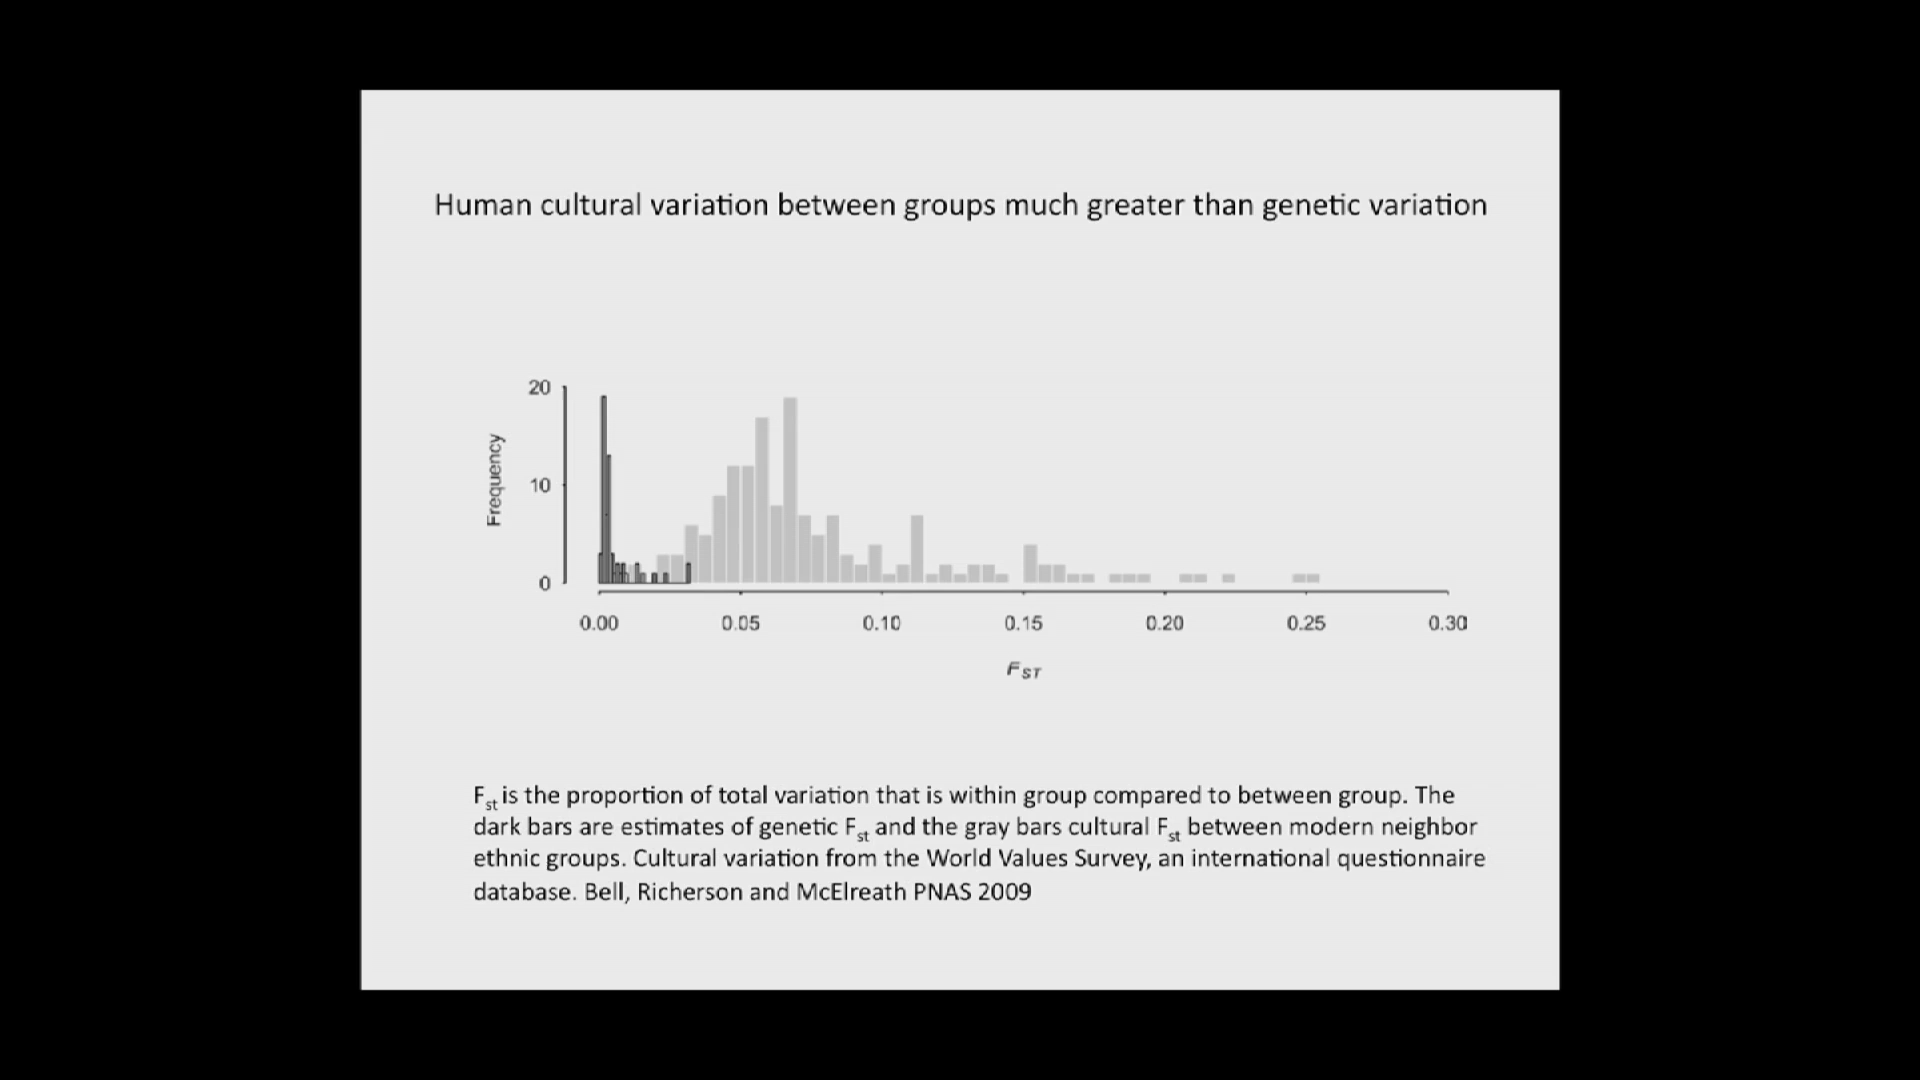 Human cultural variation between groups much greater than genetic variation
20
10
0
Frequency
0.00 0.05 0.10 0.15 0.20 0.25 0.30
FST
Fst is the proportion of total variation that is within group compared to between group. The
dark bars are estimates of genetic Fst and the gray bars cultural Fst between modern neighbor
ethnic groups. Cultural variation from the World Values Survey, an international questionnaire
database. Bell, Richerson and McElreath PNAS 2009